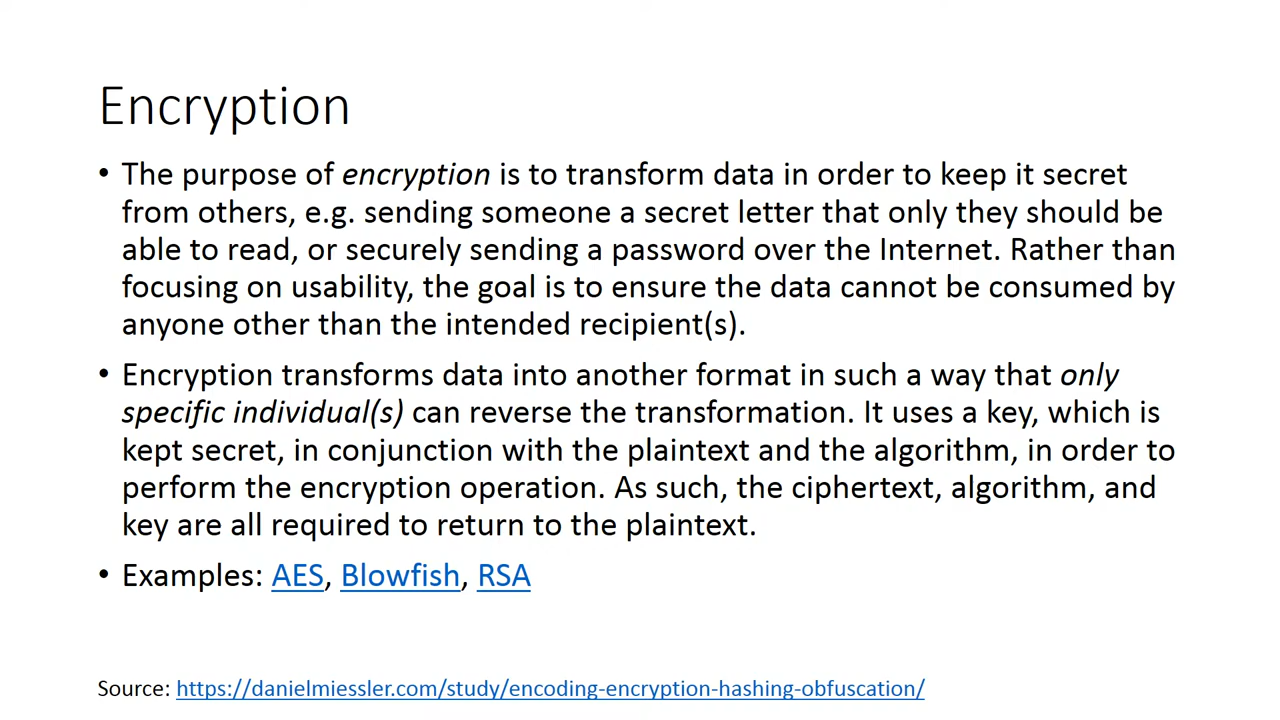 Encryption
• The purpose of encryption is to transform data in order to keep it secret
from others, e.g. sending someone a secret letter that only they should be
able to read, or securely sending a password over the Internet. Rather than
focusing on usability, the goal is to ensure the data cannot be consumed by
anyone other than the intended recipient(s).
• Encryption transforms data into another format in such a way that only
specific individual(s) can reverse the transformation. It uses a key, which is
kept secret, in conjunction with the plaintext and the algorithm, in order to
perform the encryption operation. As such, the ciphertext, algorithm, and
key are all required to return to the plaintext.
• Examples: AES, Blowfish, RSA
Source: https://danielmiessler.com/study/encoding-encryption-hashing-obfuscation/